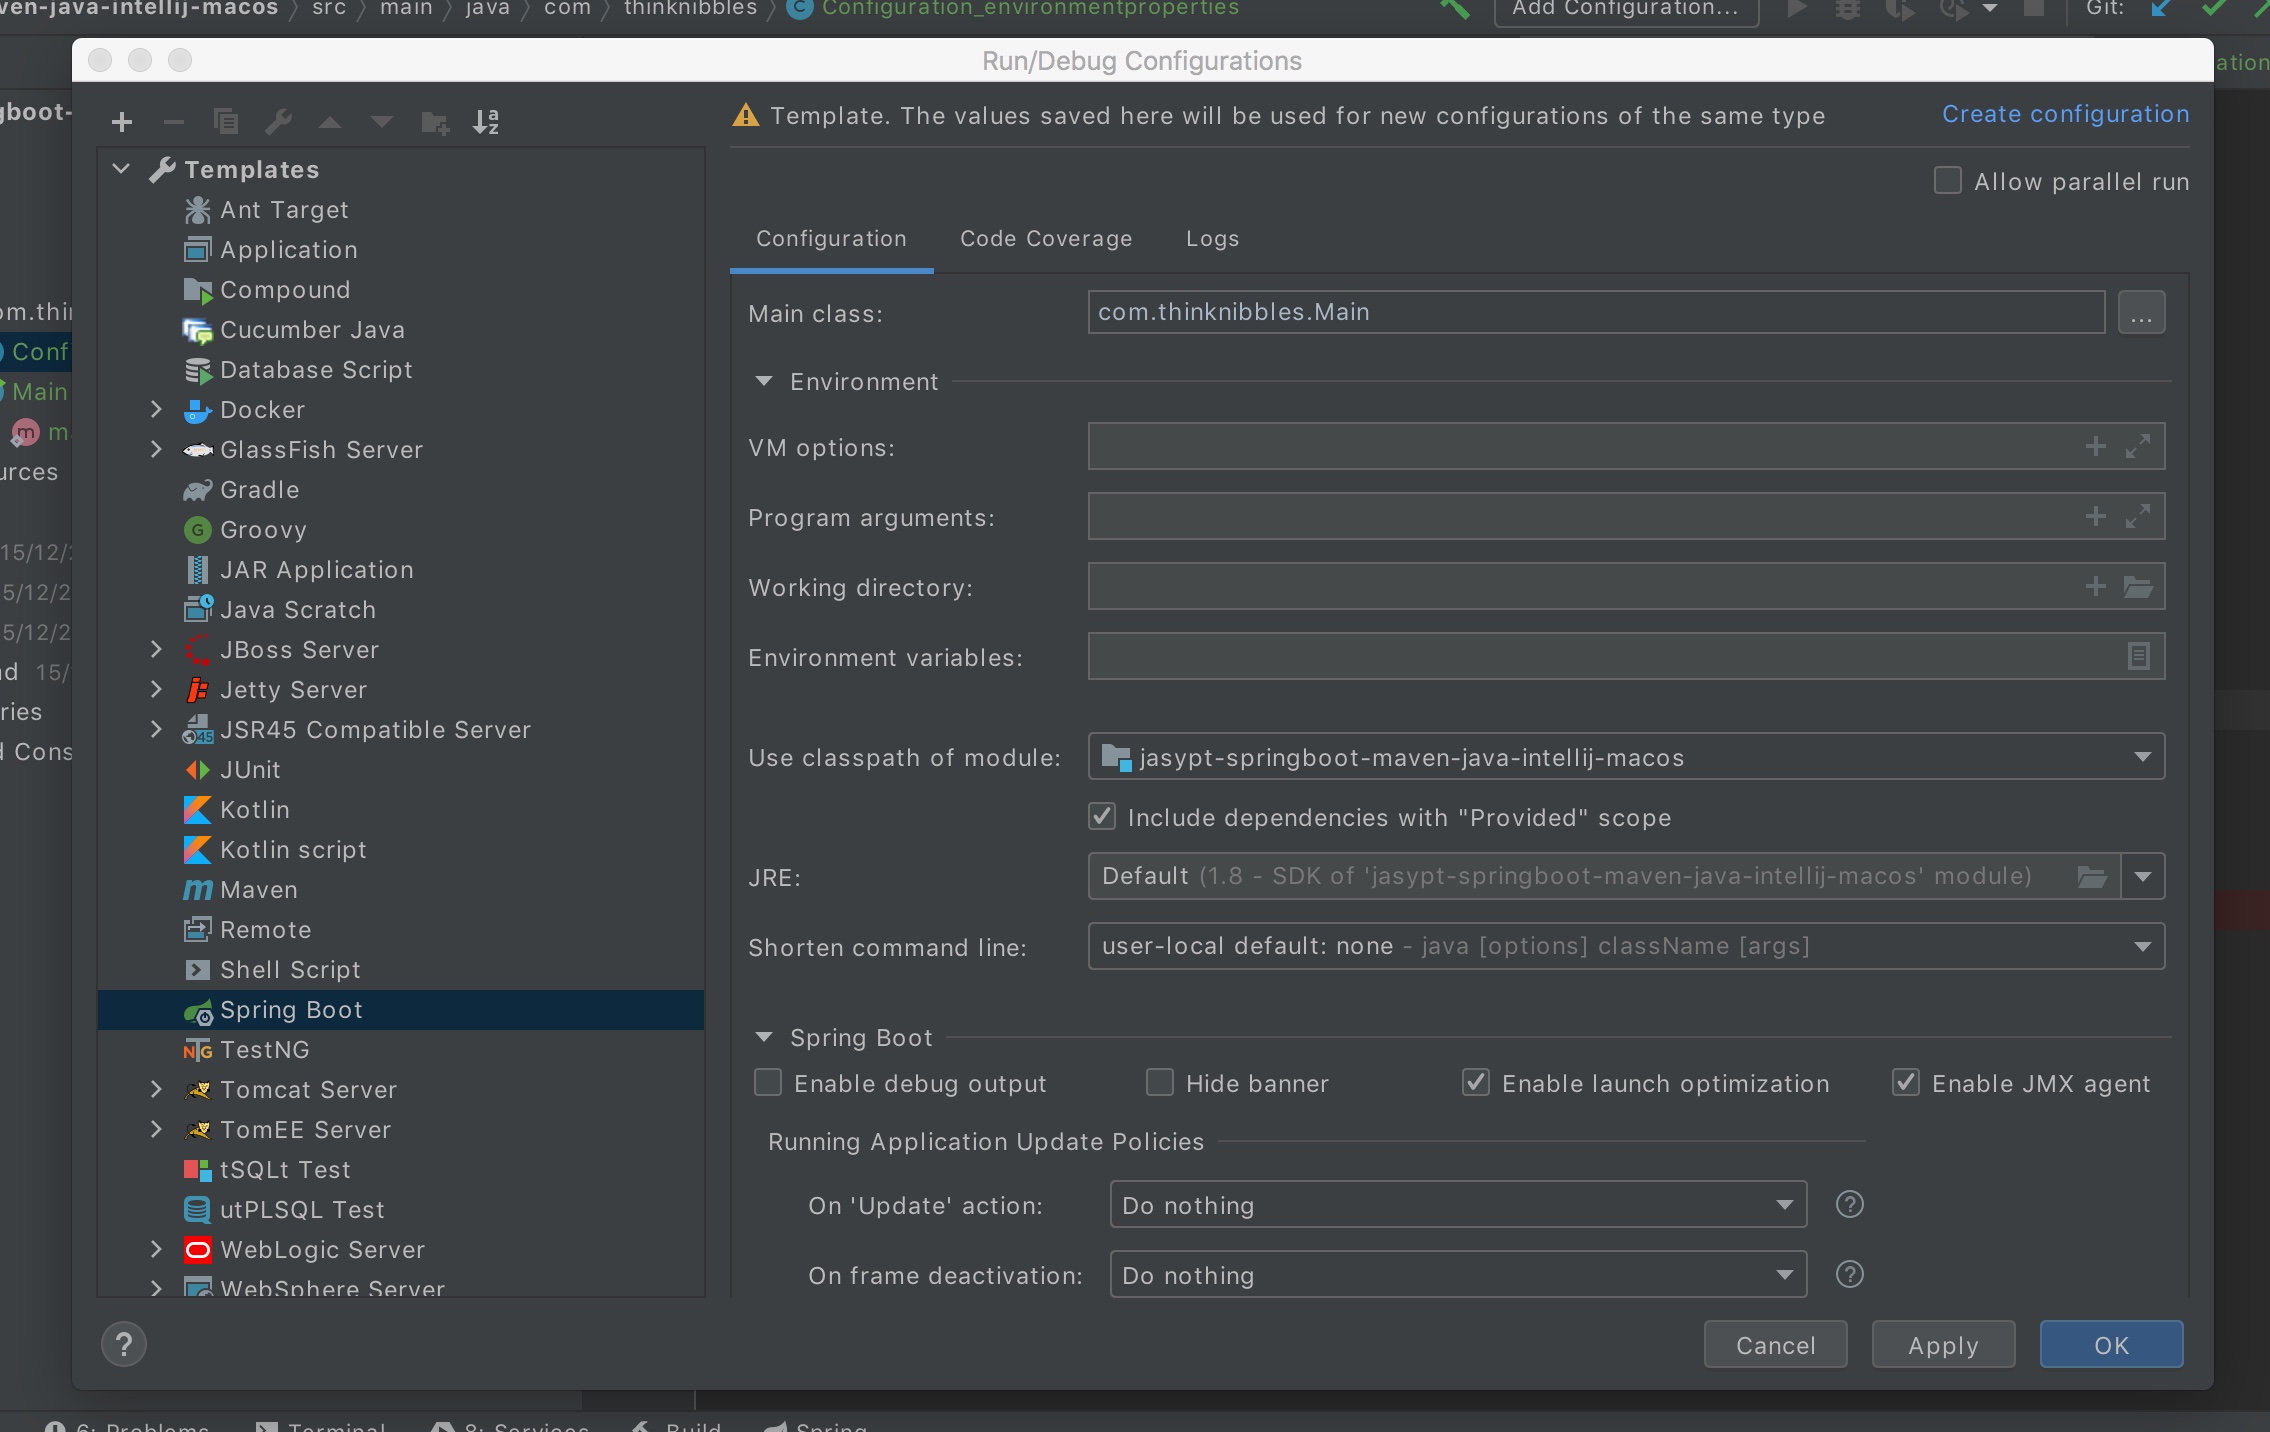 ven-java-intellij-macos src main java com thinknibbles Configuration_environmentproperties Add Configuration... Git:
Run/Debug Configurations
Template. The values saved here will be used for new configurations of the same type Create configuration
Allow parallel run
Configuration Code Coverage Logs
Main class: com.thinknibbles.Main ...
Environment
VM options:
Program arguments:
Working directory:
Environment variables:
Use classpath of module: jasypt-springboot-maven-java-intellij-macos
Include dependencies with "Provided" scope
JRE: Default (1.8 - SDK of 'jasypt-springboot-maven-java-intellij-macos' module)
Shorten command line: user-local default: none - java [options] className [args]
Spring Boot
Enable debug output Hide banner Enable launch optimization Enable JMX agent
Running Application Update Policies
On 'Update' action: Do nothing ?
On frame deactivation: Do nothing ?
Templates
Ant Target
Application
Compound
Cucumber Java
Database Script
Docker
GlassFish Server
Gradle
Groovy
JAR Application
Java Scratch
JBoss Server
Jetty Server
JSR45 Compatible Server
JUnit
Kotlin
Kotlin script
Maven
Remote
Shell Script
Spring Boot
TestNG
Tomcat Server
TomEE Server
tSQLt Test
utPLSQL Test
WebLogic Server
WebSphere Server
? Cancel Apply OK
gboot-
om.thin
Conf
Main
m ma
urces
15/12/2
5/12/2
5/12/2
nd 15/
ries
d Cons
ation
6: Problems Terminal 8: Services Build Spring